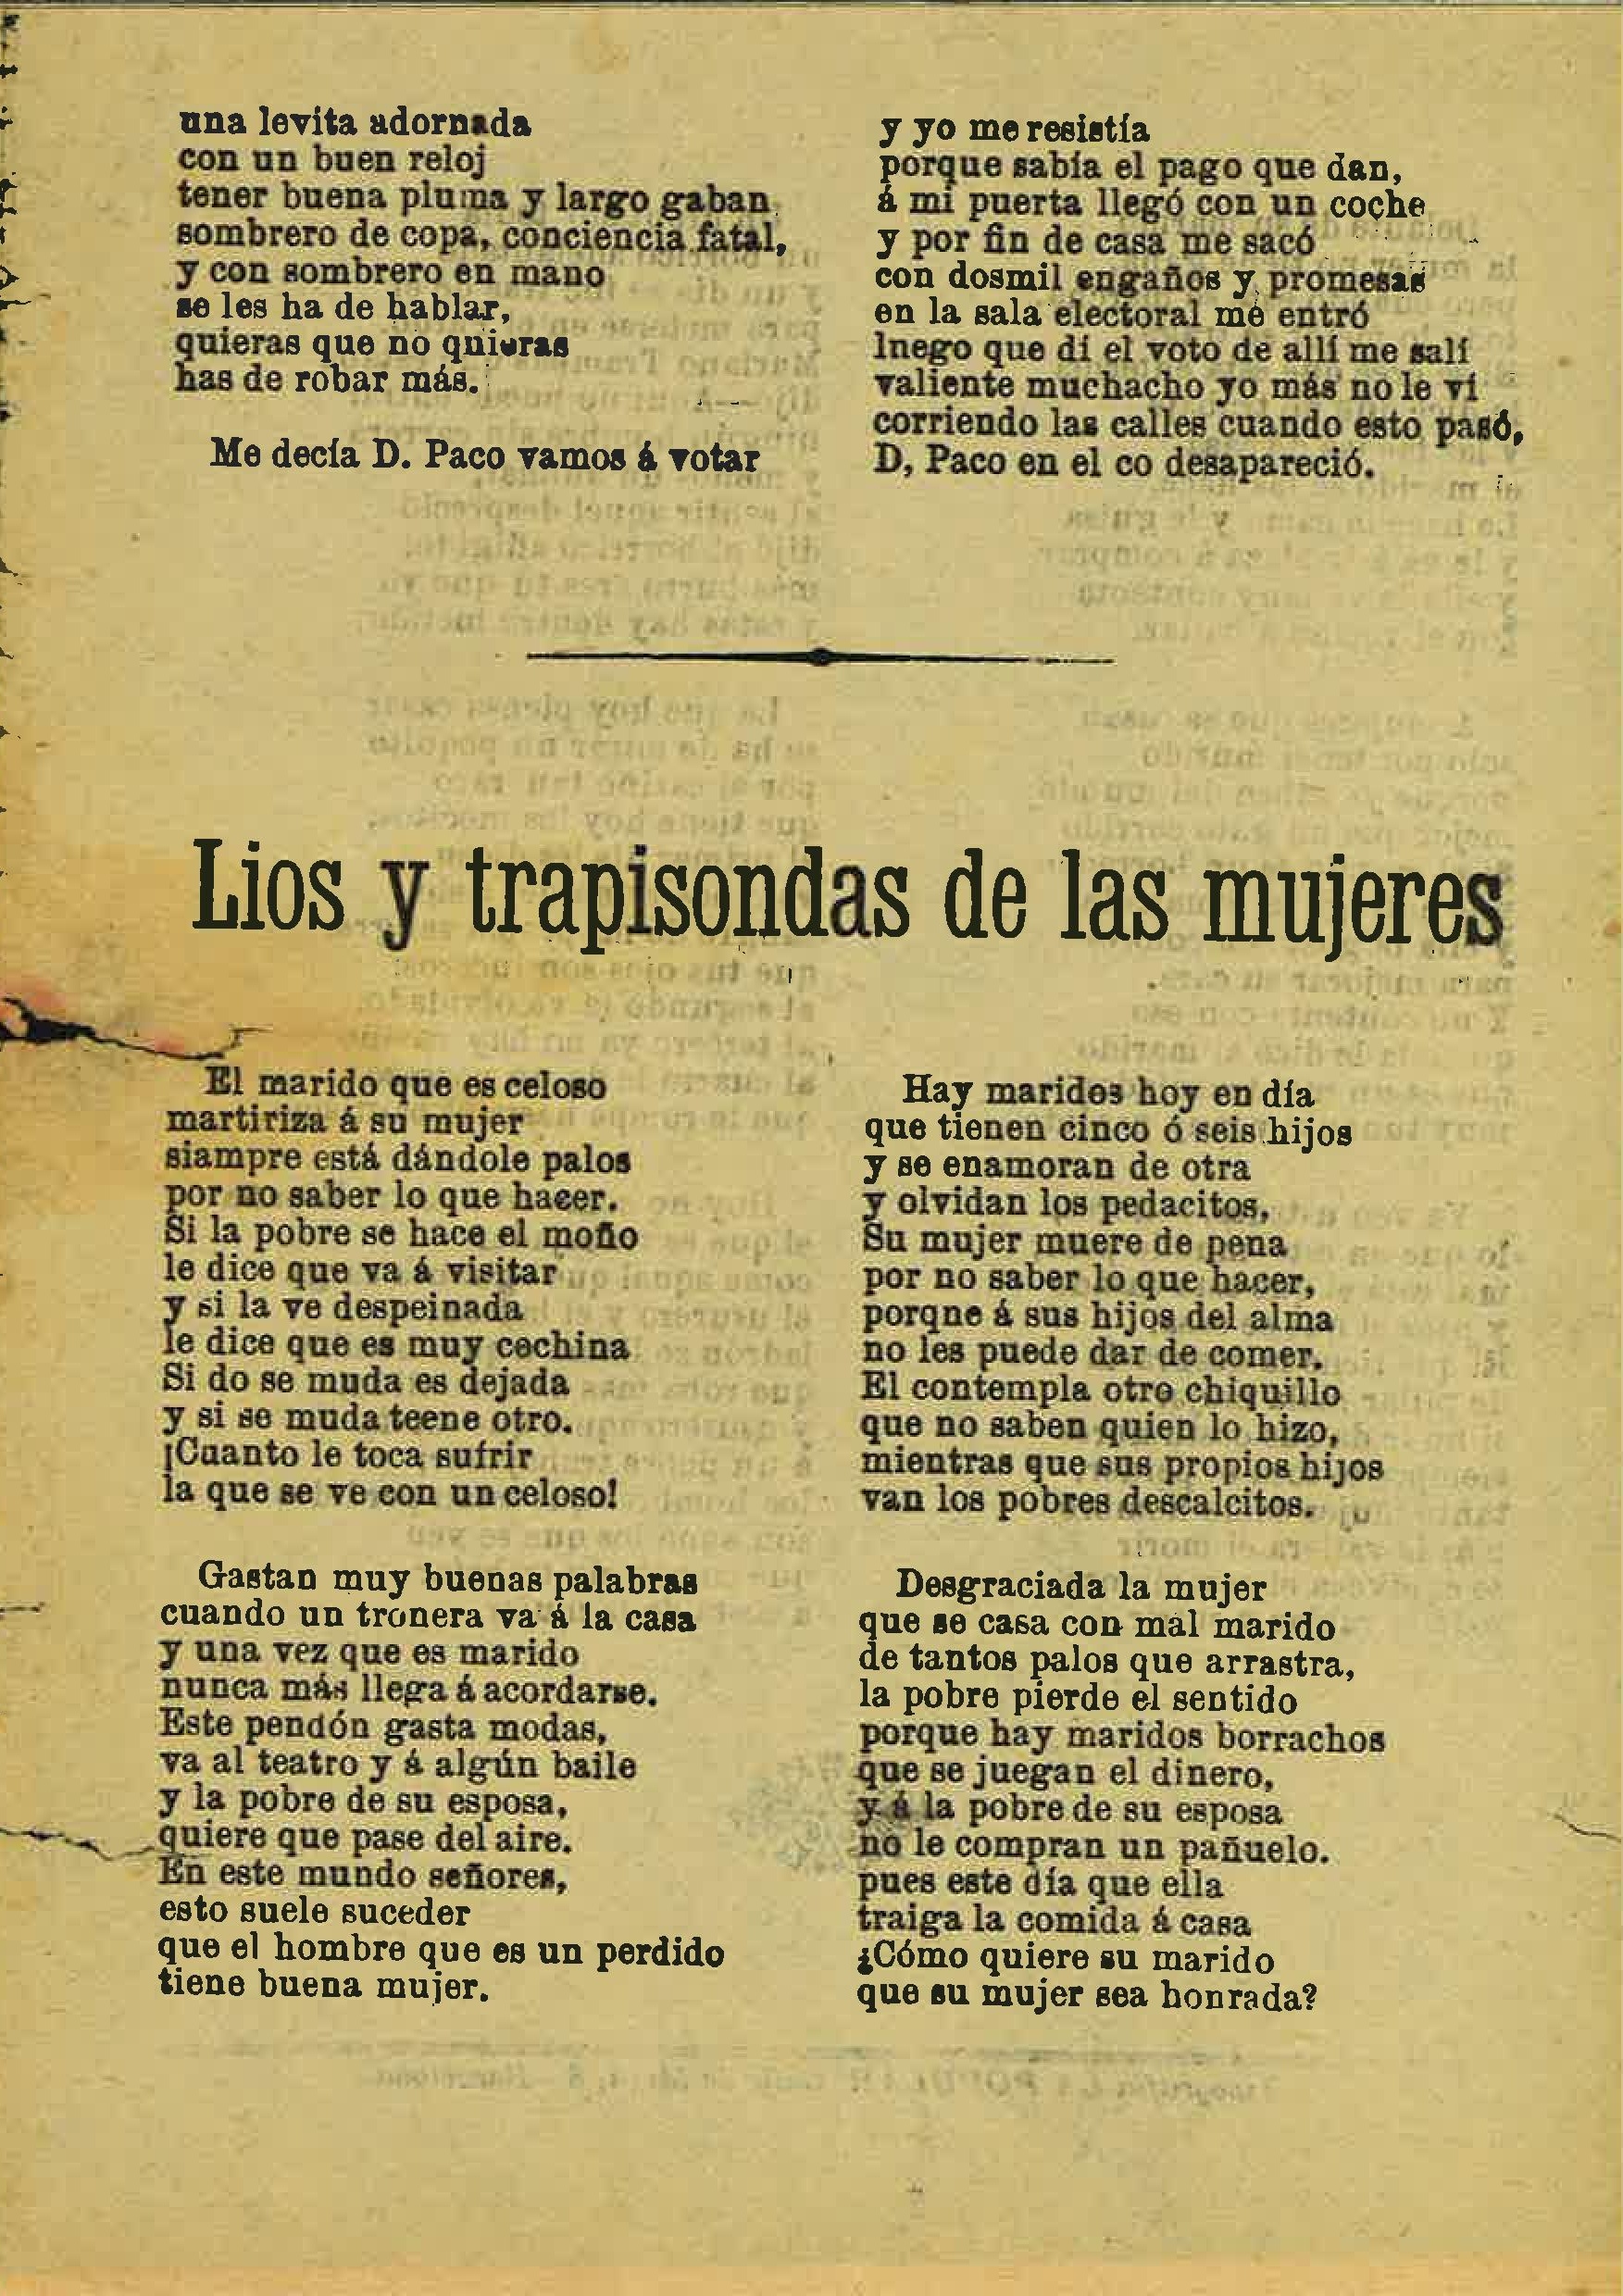 una levita adornada
con un buen reloj
tener buena pluma y largo gaban
sombrero de copa, conciencia fatal,
y con sombrero en mano
se les ha de hablar,
quieras que no quieras
has de robar más.
Me decía D. Paco vamos á votar
y yo me resistía
porque sabía el pago que dan,
á mi puerta llegó con un coche
y por fin de casa me sacó
con dosmil engaños y promesas
en la sala electoral me entró
lnego que dí el voto de allí me salí
valiente muchacho yo más no le ví
corriendo las calles cuando esto pasó,
D, Paco en el co desapareció.
Lios y trapisondas de las mujeres
El marido que es celoso
martiriza á su mujer
siampre está dándole palos
por no saber lo que hacer.
Si la pobre se hace el moño
le dice que va á visitar
y si la ve despeinada
le dice que es muy cochina
Si do se muda es dejada
y si se muda teene otro.
¡Cuanto le toca sufrir
la que se ve con un celoso!
Gastan muy buenas palabras
cuando un tronera va á la casa
y una vez que es marido
nunca más llega á acordarse.
Este pendón gasta modas,
va al teatro y á algún baile
y la pobre de su esposa,
quiere que pase del aire.
En este mundo señores,
esto suele suceder
que el hombre que es un perdido
tiene buena mujer.
Hay maridos hoy en día
que tienen cinco ó seis hijos
y se enamoran de otra
y olvidan los pedacitos,
Su mujer muere de pena
por no saber lo que hacer,
porqne á sus hijos del alma
no les puede dar de comer.
El contempla otro chiquillo
que no saben quien lo hizo,
mientras que sus propios hijos
van los pobres descalcitos.
Desgraciada la mujer
que se casa con mal marido
de tantos palos que arrastra,
la pobre pierde el sentido
porque hay maridos borrachos
que se juegan el dinero,
y á la pobre de su esposa
no le compran un pañuelo.
pues este día que ella
traiga la comida á casa
¿Cómo quiere su marido
que su mujer sea honrada?